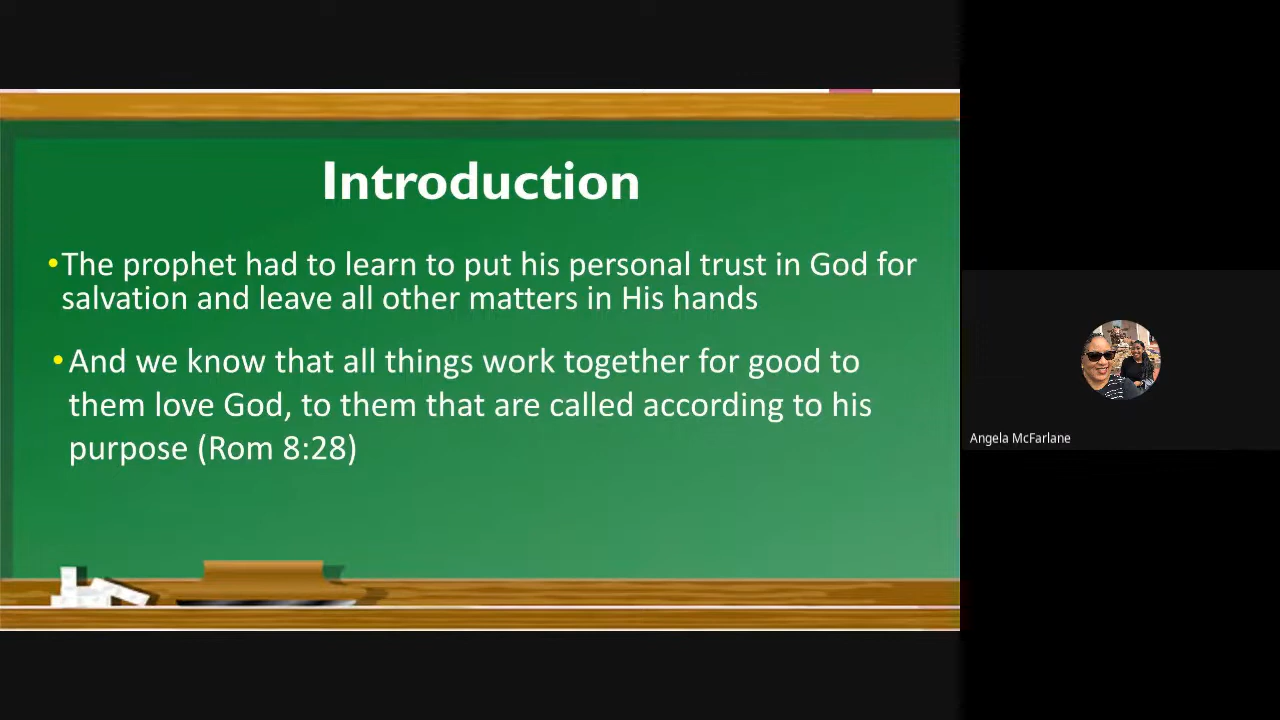 Introduction
•The prophet had to learn to put his personal trust in God for
salvation and leave all other matters in His hands
•And we know that all things work together for good to
them love God, to them that are called according to his
purpose (Rom 8:28)
Angela McFarlane